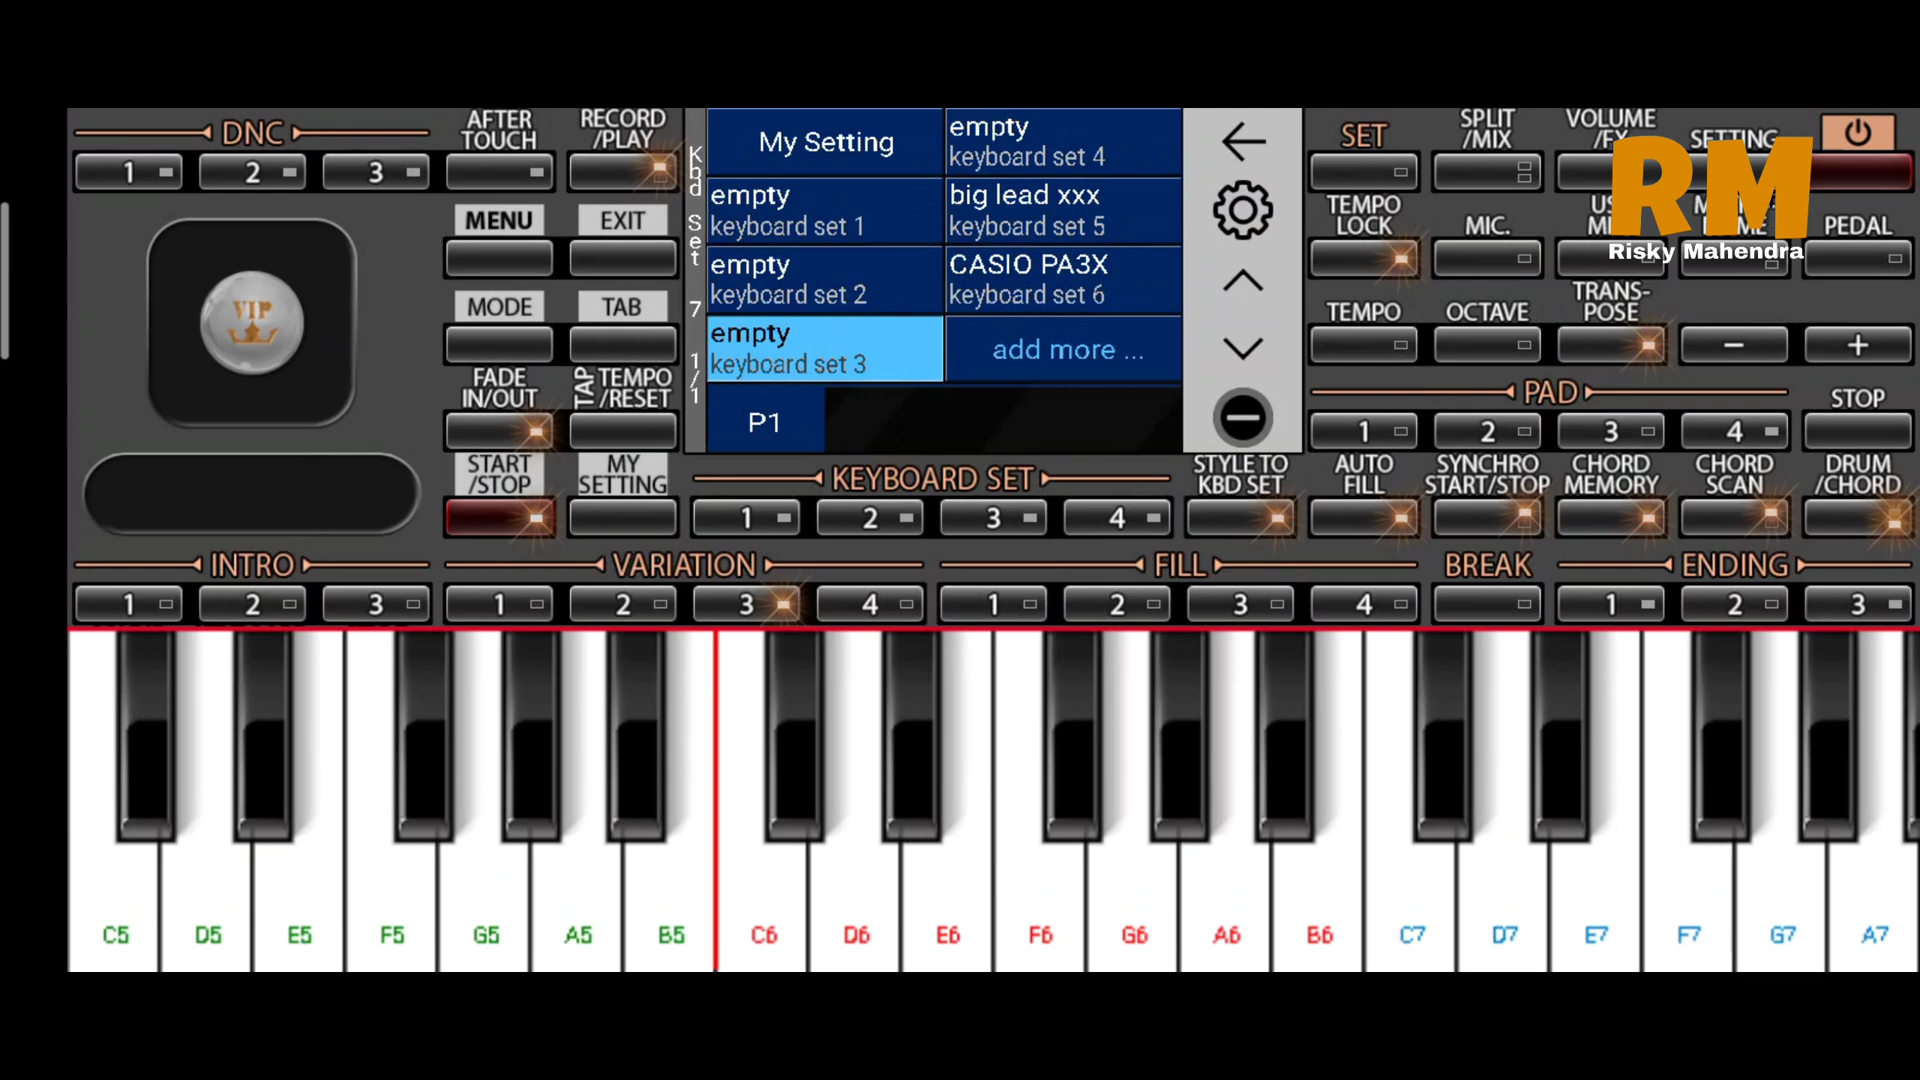 DNC
1 2 3
AFTER
TOUCH
RECORD
/PLAY
MENU
EXIT
MODE
TAB
FADE
IN/OUT
TAP
TEMPO
/RESET
START
/STOP
MY
SETTING
Kbd Set 7 1/1
My Setting
empty
keyboard set 1
empty
keyboard set 2
empty
keyboard set 3
empty
keyboard set 4
big lead xxx
keyboard set 5
CASIO PA3X
keyboard set 6
add more ...
P1
SET
SPLIT
/MIX
VOLUME
SETTING
RM
Risky Mahendra
TEMPO
LOCK
MIC.
PEDAL
TEMPO
OCTAVE
TRANS-
POSE
− +
PAD
1 2 3 4
STOP
KEYBOARD SET
1 2 3 4
STYLE TO
KBD SET
AUTO
FILL
SYNCHRO
START/STOP
CHORD
MEMORY
CHORD
SCAN
DRUM
/CHORD
INTRO
1 2 3
VARIATION
1 2 3 4
FILL
1 2 3 4
BREAK
ENDING
1 2 3
VIP
C5 D5 E5 F5 G5 A5 B5 C6 D6 E6 F6 G6 A6 B6 C7 D7 E7 F7 G7 A7